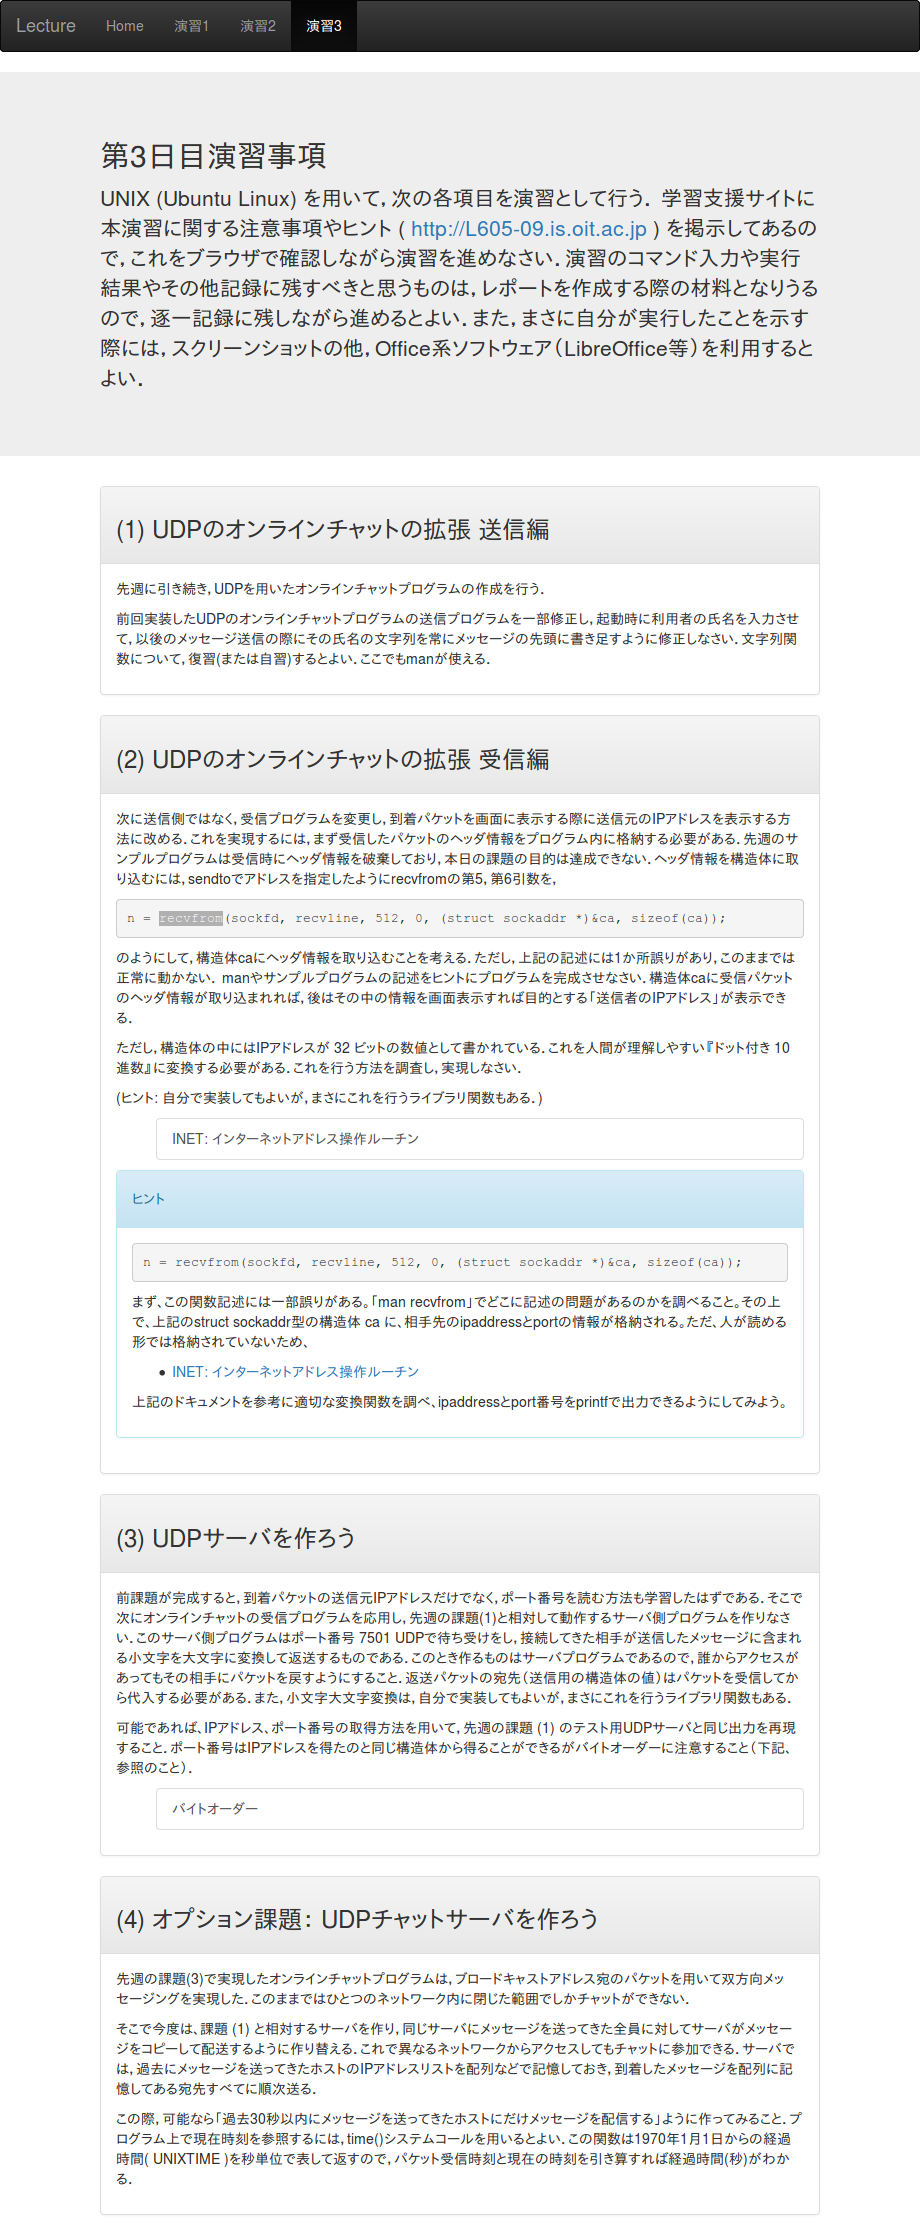 Lecture Home 演習1 演習2 演習3
第3日目演習事項
UNIX (Ubuntu Linux) を用いて，次の各項目を演習として行う． 学習支援サイトに
本演習に関する注意事項やヒント ( http://L605-09.is.oit.ac.jp ) を掲示してあるの
で，これをブラウザで確認しながら演習を進めなさい．演習のコマンド入力や実行
結果やその他記録に残すべきと思うものは，レポートを作成する際の材料となりうる
ので，逐一記録に残しながら進めるとよい．また，まさに自分が実行したことを示す
際には，スクリーンショットの他，Office系ソフトウェア（LibreOffice等）を利用すると
よい．
(1) UDPのオンラインチャットの拡張 送信編
先週に引き続き，UDPを用いたオンラインチャットプログラムの作成を行う．
前回実装したUDPのオンラインチャットプログラムの送信プログラムを一部修正し，起動時に利用者の氏名を入力させ
て，以後のメッセージ送信の際にその氏名の文字列を常にメッセージの先頭に書き足すように修正しなさい．文字列関
数について，復習(または自習)するとよい．ここでもmanが使える．
(2) UDPのオンラインチャットの拡張 受信編
次に送信側ではなく，受信プログラムを変更し，到着パケットを画面に表示する際に送信元のIPアドレスを表示する方
法に改める．これを実現するには，まず受信したパケットのヘッダ情報をプログラム内に格納する必要がある．先週のサ
ンプルプログラムは受信時にヘッダ情報を破棄しており，本日の課題の目的は達成できない．ヘッダ情報を構造体に取
り込むには，sendtoでアドレスを指定したようにrecvfromの第5，第6引数を，
n = recvfrom(sockfd, recvline, 512, 0, (struct sockaddr *)&ca, sizeof(ca));
のようにして，構造体caにヘッダ情報を取り込むことを考える．ただし，上記の記述には1か所誤りがあり，このままでは
正常に動かない． manやサンプルプログラムの記述をヒントにプログラムを完成させなさい．構造体caに受信パケット
のヘッダ情報が取り込まれれば，後はその中の情報を画面表示すれば目的とする「送信者のIPアドレス」が表示でき
る．
ただし，構造体の中にはIPアドレスが 32 ビットの数値として書かれている．これを人間が理解しやすい『ドット付き 10
進数』に変換する必要がある．これを行う方法を調査し，実現しなさい．
(ヒント: 自分で実装してもよいが，まさにこれを行うライブラリ関数もある．)
INET: インターネットアドレス操作ルーチン
ヒント
n = recvfrom(sockfd, recvline, 512, 0, (struct sockaddr *)&ca, sizeof(ca));
まず、この関数記述には一部誤りがある。「man recvfrom」でどこに記述の問題があるのかを調べること。その上
で、上記のstruct sockaddr型の構造体 ca に、相手先のipaddressとportの情報が格納される。ただ、人が読める
形では格納されていないため、
● INET: インターネットアドレス操作ルーチン
上記のドキュメントを参考に適切な変換関数を調べ、ipaddressとport番号をprintfで出力できるようにしてみよう。
(3) UDPサーバを作ろう
前課題が完成すると，到着パケットの送信元IPアドレスだけでなく，ポート番号を読む方法も学習したはずである．そこで
次にオンラインチャットの受信プログラムを応用し，先週の課題(1)と相対して動作するサーバ側プログラムを作りなさ
い．このサーバ側プログラムはポート番号 7501 UDPで待ち受けをし，接続してきた相手が送信したメッセージに含まれ
る小文字を大文字に変換して返送するものである．このとき作るものはサーバプログラムであるので，誰からアクセスが
あってもその相手にパケットを戻すようにすること．返送パケットの宛先（送信用の構造体の値）はパケットを受信してか
ら代入する必要がある．また，小文字大文字変換は，自分で実装してもよいが，まさにこれを行うライブラリ関数もある．
可能であれば、IPアドレス、ポート番号の取得方法を用いて，先週の課題 (1) のテスト用UDPサーバと同じ出力を再現
すること．ポート番号はIPアドレスを得たのと同じ構造体から得ることができるがバイトオーダーに注意すること（下記、
参照のこと）．
バイトオーダー
(4) オプション課題： UDPチャットサーバを作ろう
先週の課題(3)で実現したオンラインチャットプログラムは，ブロードキャストアドレス宛のパケットを用いて双方向メッ
セージングを実現した．このままではひとつのネットワーク内に閉じた範囲でしかチャットができない．
そこで今度は、課題 (1) と相対するサーバを作り，同じサーバにメッセージを送ってきた全員に対してサーバがメッセー
ジをコピーして配送するように作り替える．これで異なるネットワークからアクセスしてもチャットに参加できる．サーバで
は，過去にメッセージを送ってきたホストのIPアドレスリストを配列などで記憶しておき，到着したメッセージを配列に記
憶してある宛先すべてに順次送る．
この際，可能なら「過去30秒以内にメッセージを送ってきたホストにだけメッセージを配信する」ように作ってみること．プ
ログラム上で現在時刻を参照するには，time()システムコールを用いるとよい．この関数は1970年1月1日からの経過
時間( UNIXTIME )を秒単位で表して返すので，パケット受信時刻と現在の時刻を引き算すれば経過時間(秒)がわか
る．